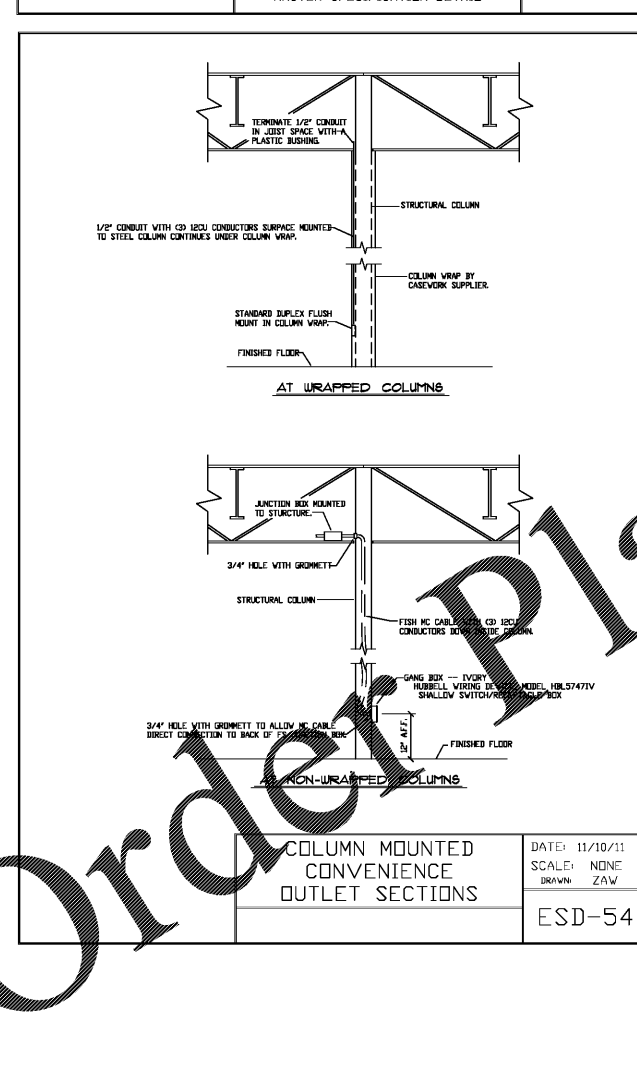 TERMINATE 1/2" CONDUIT
IN JOIST SPACE WITH A
PLASTIC BUSHING.
STRUCTURAL COLUMN
1/2" CONDUIT WITH (3) 12CU CONDUCTORS SURPACE MOUNTED
TO STEEL COLUMN CONTINUES UNDER COLUMN WRAP.
COLUMN WRAP BY
CASEWORK SUPPLIER.
STANDARD DUPLEX FLUSH
MOUNT IN COLUMN WRAP.
FINISHED FLOOR
AT WRAPPED COLUMNS
JUNCTION BOX MOUNTED
TO STURCTURE.
3/4" HOLE WITH GROMMETT
STRUCTURAL COLUMN
FISH MC CABLE WITH (3) 12CU
CONDUCTORS DOWN INSIDE COLUMN.
GANG BOX -- IVORY
HUBBELL WIRING DEVICE MODEL HBL5747IV
SHALLOW SWITCH/RECEPTACLE BOX
3/4" HOLE WITH GROMMETT TO ALLOW MC CABLE
DIRECT CONNECTION TO BACK OF FS JUNCTION BOX.
12" A.F.F.
FINISHED FLOOR
AT NON-WRAPPED COLUMNS
Order Pla
COLUMN MOUNTED
CONVENIENCE
OUTLET SECTIONS
DATE: 11/10/11
SCALE: NONE
DRAWN: ZAW
ESD-54